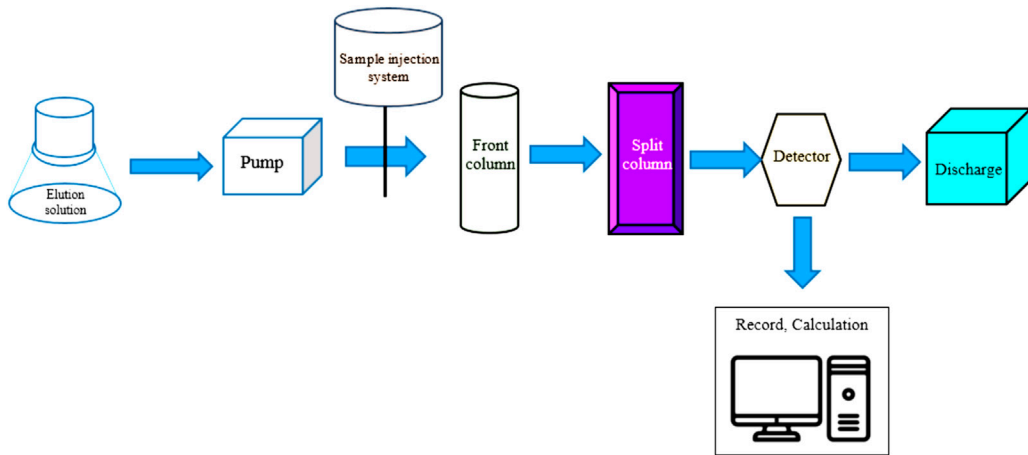 Elution
solution
Pump
Sample injection
system
Front
column
Split
column
Detector
Discharge
Record, Calculation